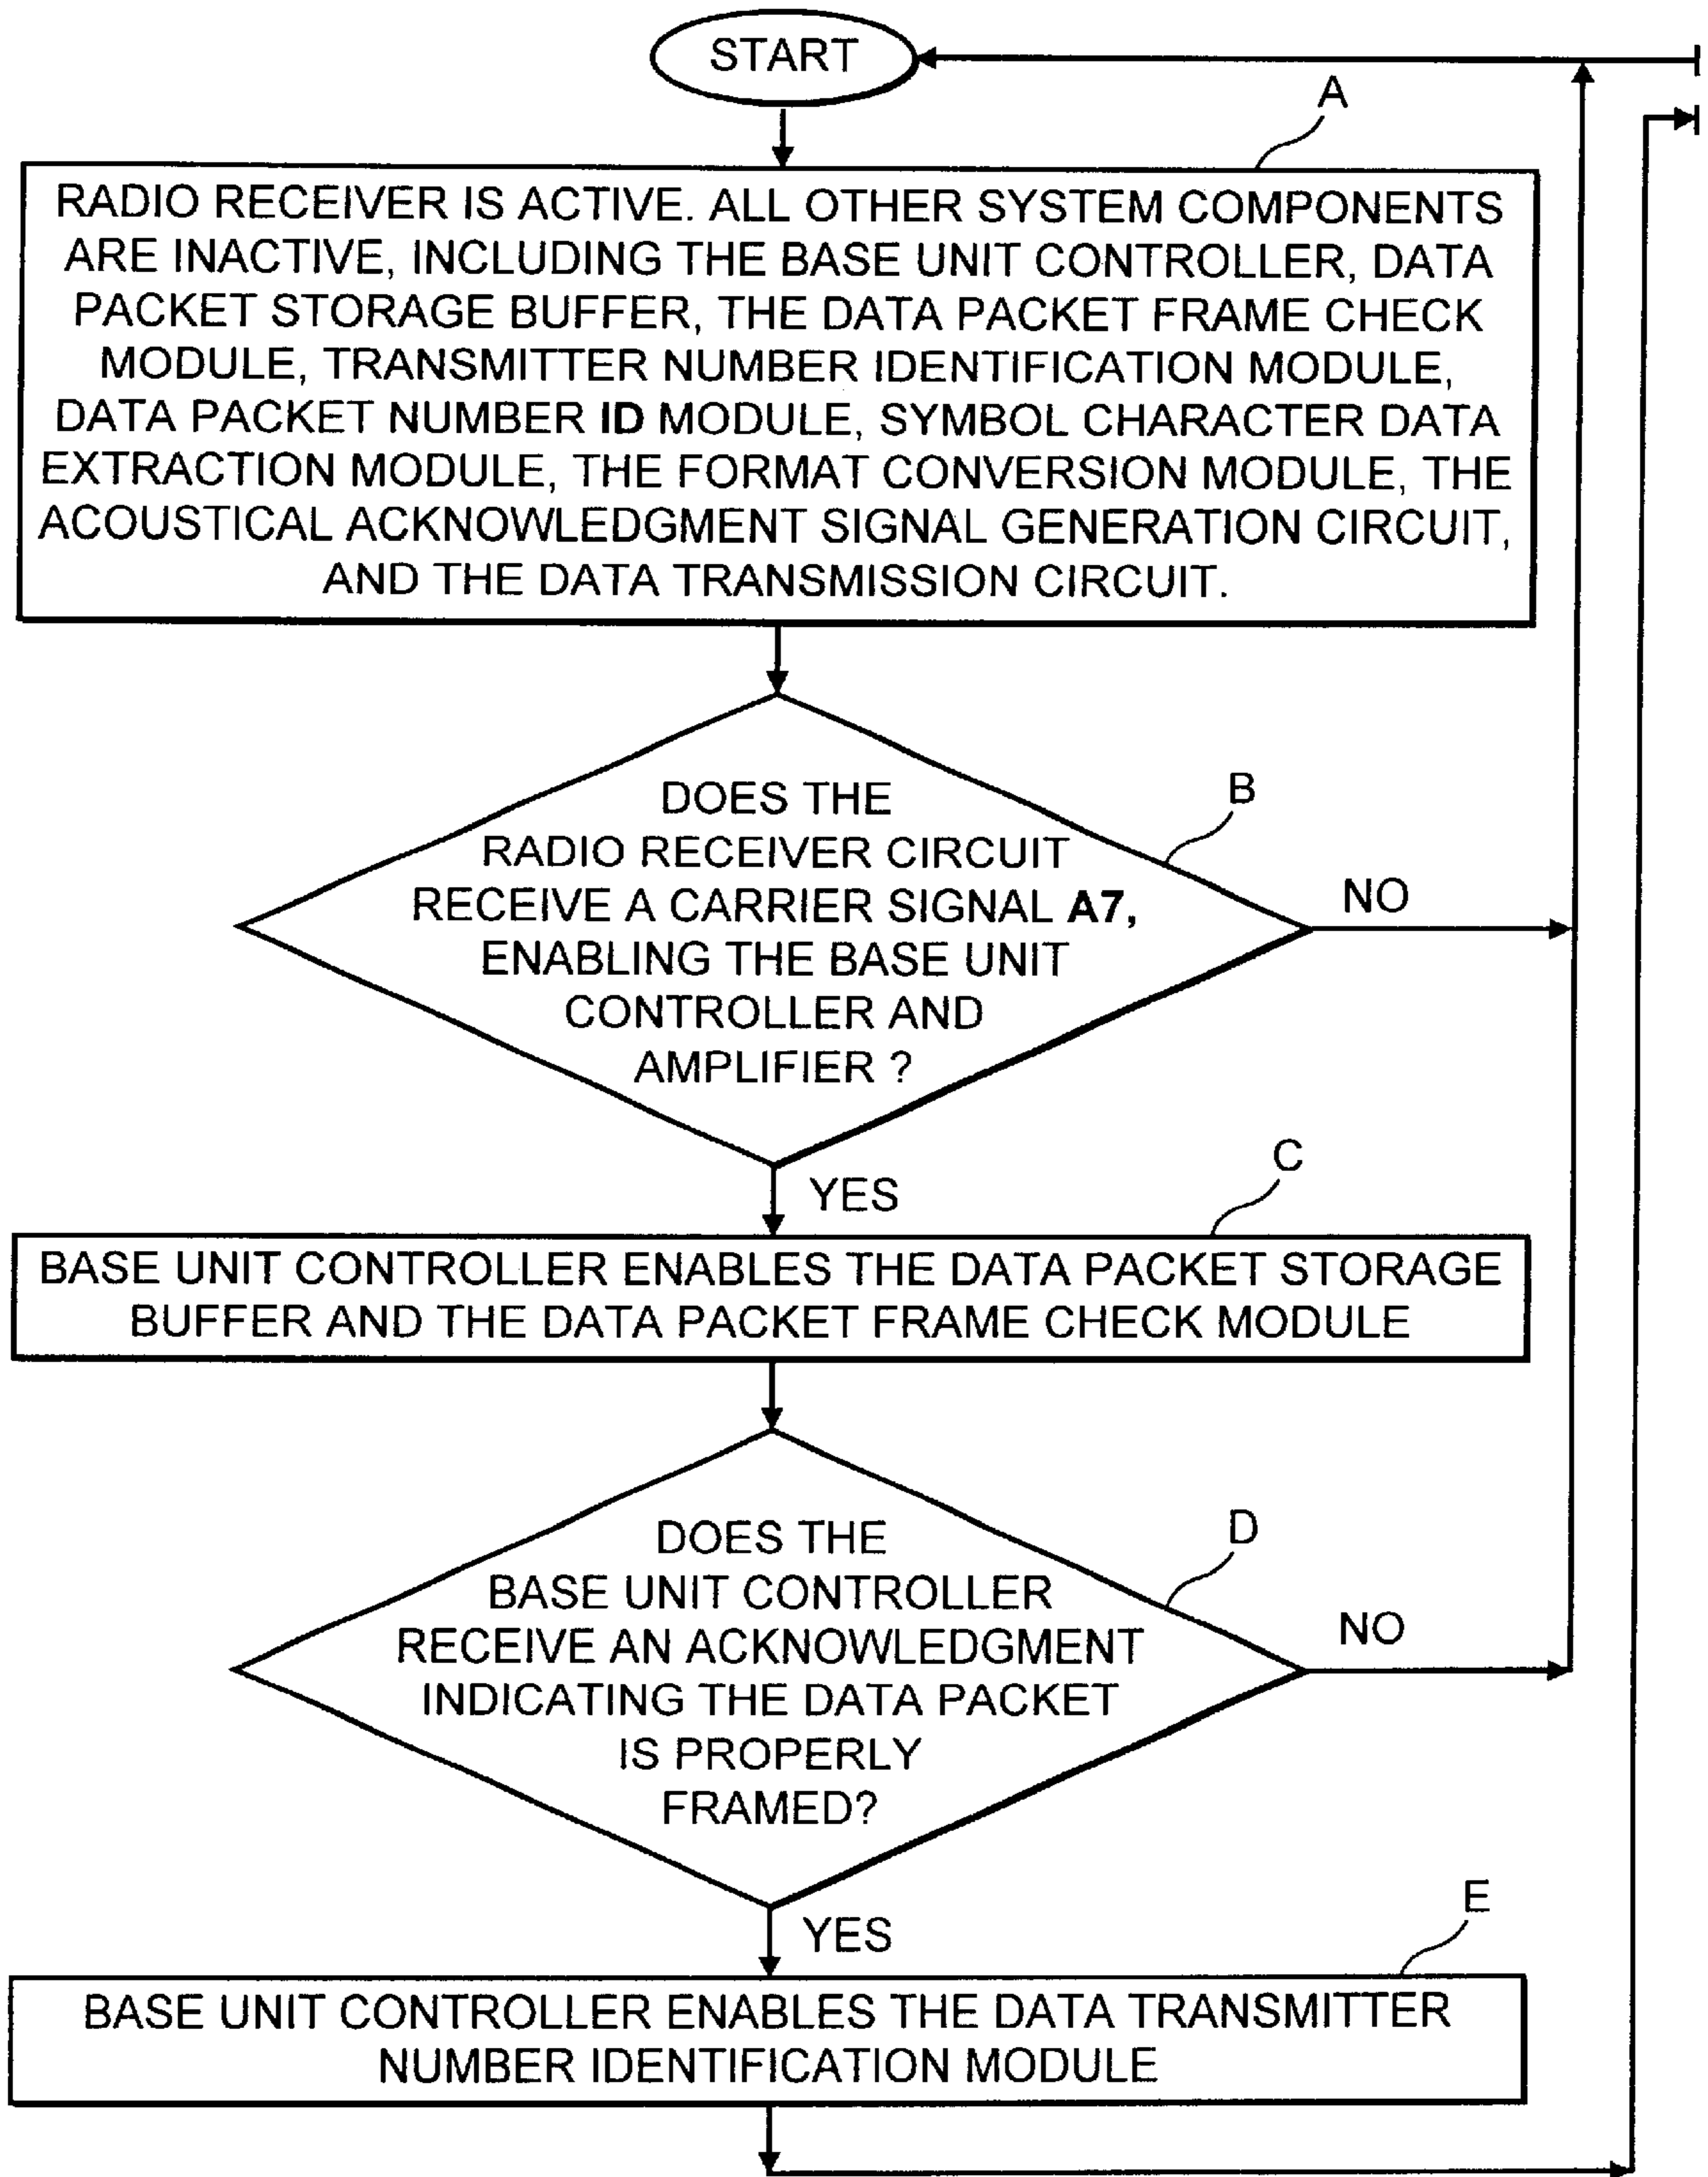 START
A
RADIO RECEIVER IS ACTIVE. ALL OTHER SYSTEM COMPONENTS
ARE INACTIVE, INCLUDING THE BASE UNIT CONTROLLER, DATA
PACKET STORAGE BUFFER, THE DATA PACKET FRAME CHECK
MODULE, TRANSMITTER NUMBER IDENTIFICATION MODULE,
DATA PACKET NUMBER ID MODULE, SYMBOL CHARACTER DATA
EXTRACTION MODULE, THE FORMAT CONVERSION MODULE, THE
ACOUSTICAL ACKNOWLEDGMENT SIGNAL GENERATION CIRCUIT,
AND THE DATA TRANSMISSION CIRCUIT.
B
DOES THE
RADIO RECEIVER CIRCUIT
RECEIVE A CARRIER SIGNAL A7,
ENABLING THE BASE UNIT
CONTROLLER AND
AMPLIFIER ?
NO
YES
C
BASE UNIT CONTROLLER ENABLES THE DATA PACKET STORAGE
BUFFER AND THE DATA PACKET FRAME CHECK MODULE
D
DOES THE
BASE UNIT CONTROLLER
RECEIVE AN ACKNOWLEDGMENT
INDICATING THE DATA PACKET
IS PROPERLY
FRAMED?
NO
YES
E
BASE UNIT CONTROLLER ENABLES THE DATA TRANSMITTER
NUMBER IDENTIFICATION MODULE